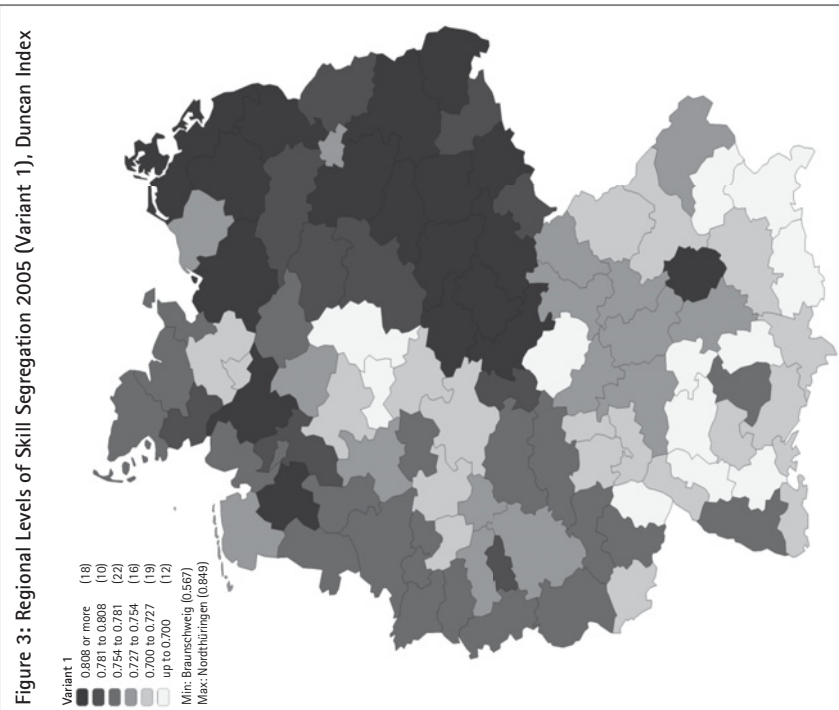 Figure 3: Regional Levels of Skill Segregation 2005 (Variant 1), Duncan Index
Variant 1
0.808 or more (18)
0.781 to 0.808 (10)
0.754 to 0.781 (22)
0.727 to 0.754 (16)
0.700 to 0.727 (19)
up to 0.700 (12)
Min: Braunschweig (0.567)
Max: Nordthüringen (0.849)